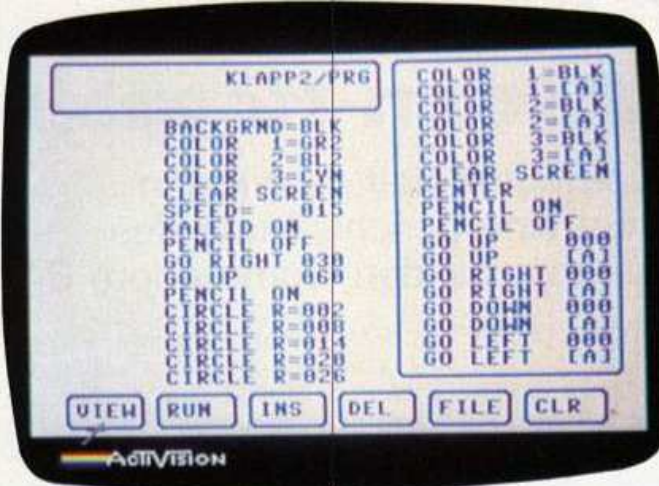 KLAPP2/PRG
BACKGRND=BLK
COLOR 1=GR2
COLOR 2=BL2
COLOR 3=CYN
CLEAR SCREEN
SPEED= 015
KALEID ON
PENCIL OFF
GO RIGHT 030
GO UP 060
PENCIL ON
CIRCLE R=002
CIRCLE R=008
CIRCLE R=014
CIRCLE R=020
CIRCLE R=026
COLOR 1=BLK
COLOR 1=[A]
COLOR 2=BLK
COLOR 2=[A]
COLOR 3=BLK
COLOR 3=[A]
CLEAR SCREEN
CENTER
PENCIL ON
PENCIL OFF
GO UP 000
GO UP [A]
GO RIGHT 000
GO RIGHT [A]
GO DOWN 000
GO DOWN [A]
GO LEFT 000
GO LEFT [A]
VIEW RUN INS DEL FILE CLR
ACTIVISION